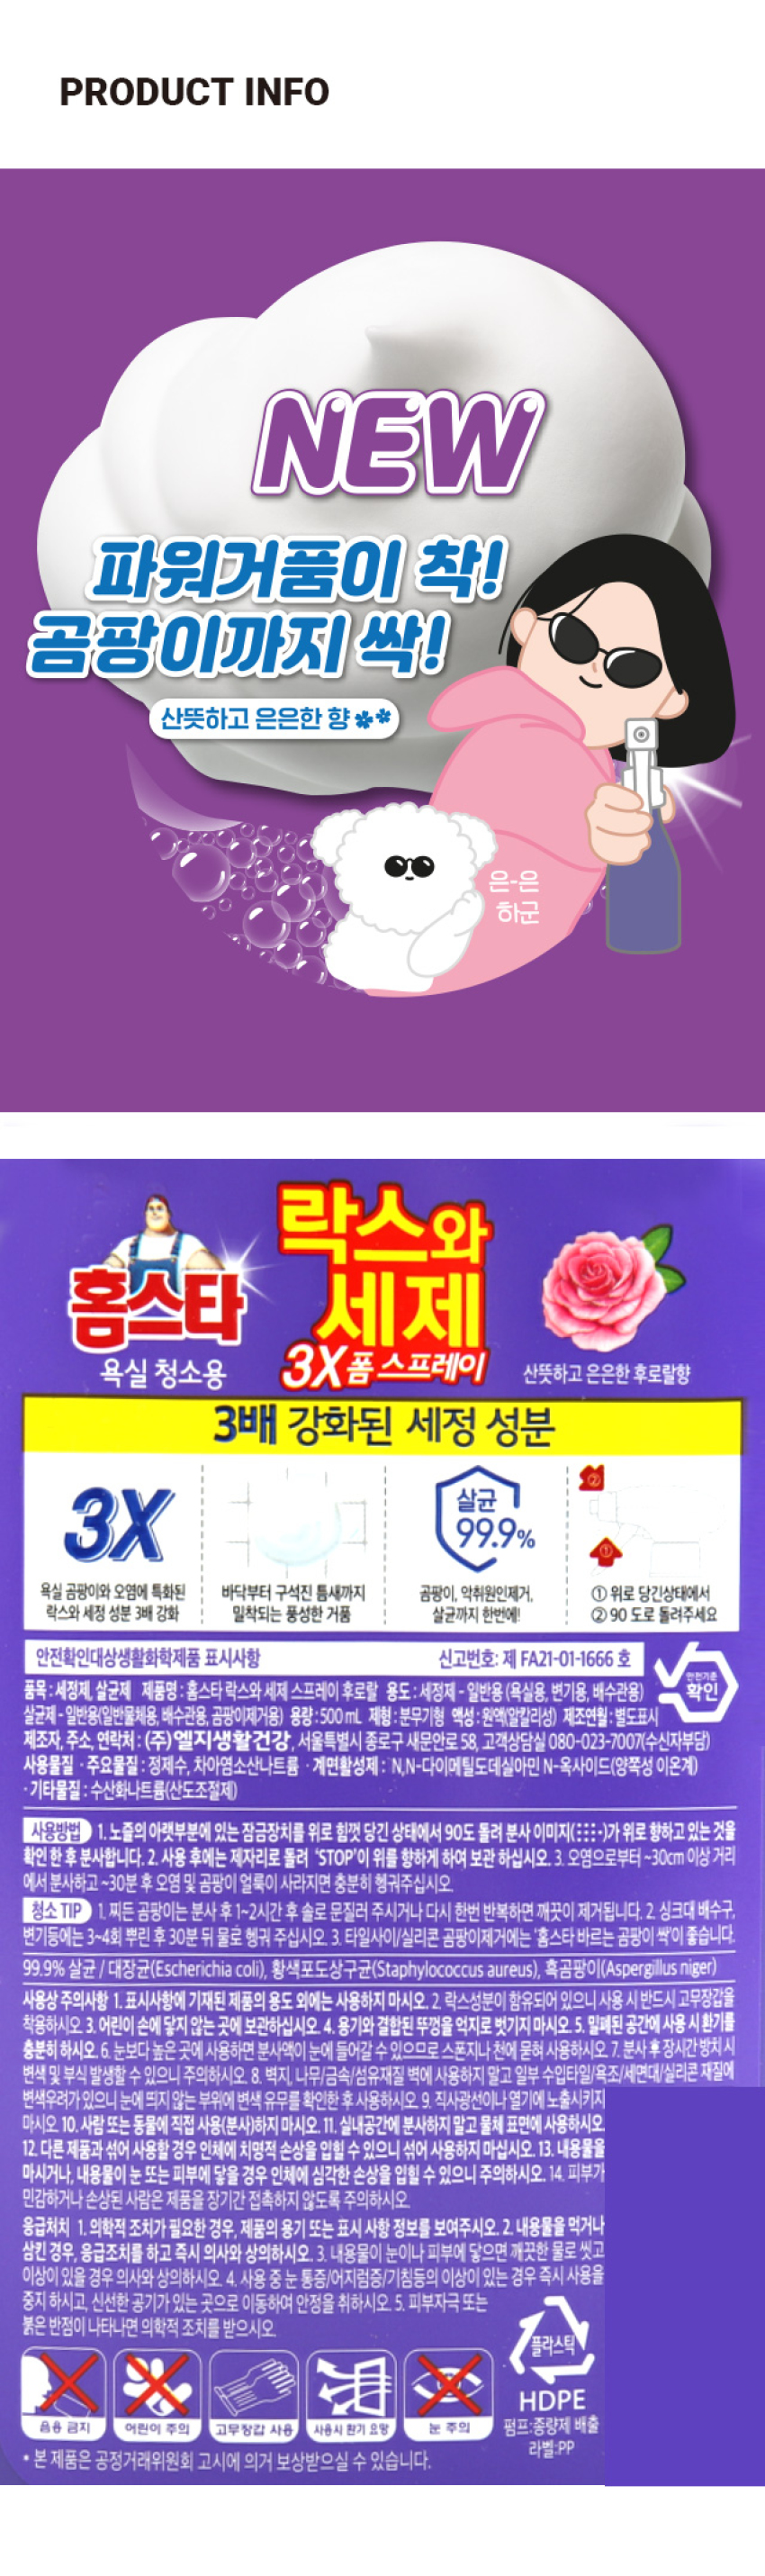 PRODUCT INFO
NEW
파워거품이 착!
곰팡이까지 싹!
산뜻하고 은은한 향
은-은
하군
홈스타
욕실 청소용
락스와
세제
3X 폼 스프레이
산뜻하고 은은한 후로랄향
3배 강화된 세정 성분
3X
욕실 곰팡이와 오염에 특화된
락스와 세정 성분 3배 강화
바닥부터 구석진 틈새까지
밀착되는 풍성한 거품
살균
99.9%
곰팡이, 악취원인제거,
살균까지 한번에!
② ①
① 위로 당긴상태에서
② 90 도로 돌려주세요
안전확인대상생활화학제품 표시사항 신고번호: 제 FA21-01-1666 호
안전기준
확인
품목 : 세정제, 살균제 제품명 : 홈스타 락스와 세제 스프레이 후로랄 용도 : 세정제 - 일반용 (욕실용, 변기용, 배수관용)
살균제 - 일반용(일반물체용, 배수관용, 곰팡이제거용) 용량 : 500 mL 제형 : 분무기형 액성 : 원액(알칼리성) 제조연월 : 별도표시
제조자, 주소, 연락처 : (주)엘지생활건강, 서울특별시 종로구 새문안로 58, 고객상담실 080-023-7007(수신자부담)
사용물질 · 주요물질 : 정제수, 차아염소산나트륨 · 계면활성제 : N,N-다이메틸도데실아민 N-옥사이드(양쪽성 이온계)
· 기타물질 : 수산화나트륨(산도조절제)
사용방법 1. 노즐의 아랫부분에 있는 잠금장치를 위로 힘껏 당긴 상태에서 90도 돌려 분사 이미지(::::·)가 위로 향하고 있는 것을
확인 한 후 분사합니다. 2. 사용 후에는 제자리로 돌려 'STOP'이 위를 향하게 하여 보관 하십시오. 3. 오염으로부터 ~30cm 이상 거리
에서 분사하고 ~30분 후 오염 및 곰팡이 얼룩이 사라지면 충분히 헹궈주십시오.
청소 TIP 1. 찌든 곰팡이는 분사 후 1~2시간 후 솔로 문질러 주시거나 다시 한번 반복하면 깨끗이 제거됩니다. 2. 싱크대 배수구,
변기등에는 3~4회 뿌린 후 30분 뒤 물로 헹궈 주십시오. 3. 타일사이/실리콘 곰팡이제거에는 '홈스타 바르는 곰팡이 싹'이 좋습니다.
99.9% 살균 / 대장균(Escherichia coli), 황색포도상구균(Staphylococcus aureus), 흑곰팡이(Aspergillus niger)
사용상 주의사항 1. 표시사항에 기재된 제품의 용도 외에는 사용하지 마시오. 2. 락스성분이 함유되어 있으니 사용 시 반드시 고무장갑을
착용하시오. 3. 어린이 손에 닿지 않는 곳에 보관하십시오. 4. 용기와 결합된 뚜껑을 억지로 벗기지 마시오. 5. 밀폐된 공간에 사용 시 환기를
충분히 하시오. 6. 눈보다 높은 곳에 사용하면 분사액이 눈에 들어갈 수 있으므로 스폰지나 천에 묻혀 사용하시오. 7. 분사 후 장시간 방치 시
변색 및 부식 발생할 수 있으니 주의하시오. 8. 벽지, 나무/금속/섬유재질 벽에 사용하지 말고 일부 수입타일/욕조/세면대/실리콘 재질에
변색우려가 있으니 눈에 띄지 않는 부위에 변색 유무를 확인한 후 사용하시오. 9. 직사광선이나 열기에 노출시키지
마시오. 10. 사람 또는 동물에 직접 사용(분사)하지 마시오. 11. 실내공간에 분사하지 말고 물체 표면에 사용하시오.
12. 다른 제품과 섞어 사용할 경우 인체에 치명적 손상을 입힐 수 있으니 섞어 사용하지 마십시오. 13. 내용물을
마시거나, 내용물이 눈 또는 피부에 닿을 경우 인체에 심각한 손상을 입힐 수 있으니 주의하시오. 14. 피부가
민감하거나 손상된 사람은 제품을 장기간 접촉하지 않도록 주의하시오.
응급처치 1. 의학적 조치가 필요한 경우, 제품의 용기 또는 표시 사항 정보를 보여주시오. 2. 내용물을 먹거나
삼킨 경우, 응급조치를 하고 즉시 의사와 상의하시오. 3. 내용물이 눈이나 피부에 닿으면 깨끗한 물로 씻고
이상이 있을 경우 의사와 상의하시오. 4. 사용 중 눈 통증/어지럼증/기침등의 이상이 있는 경우 즉시 사용을
중지 하시고, 신선한 공기가 있는 곳으로 이동하여 안정을 취하시오. 5. 피부자극 또는
붉은 반점이 나타나면 의학적 조치를 받으시오.
음용 금지
어린이 주의
고무장갑 사용
사용시 환기 요망
눈 주의
플라스틱
HDPE
펌프:종량제 배출
라벨:PP
• 본 제품은 공정거래위원회 고시에 의거 보상받으실 수 있습니다.